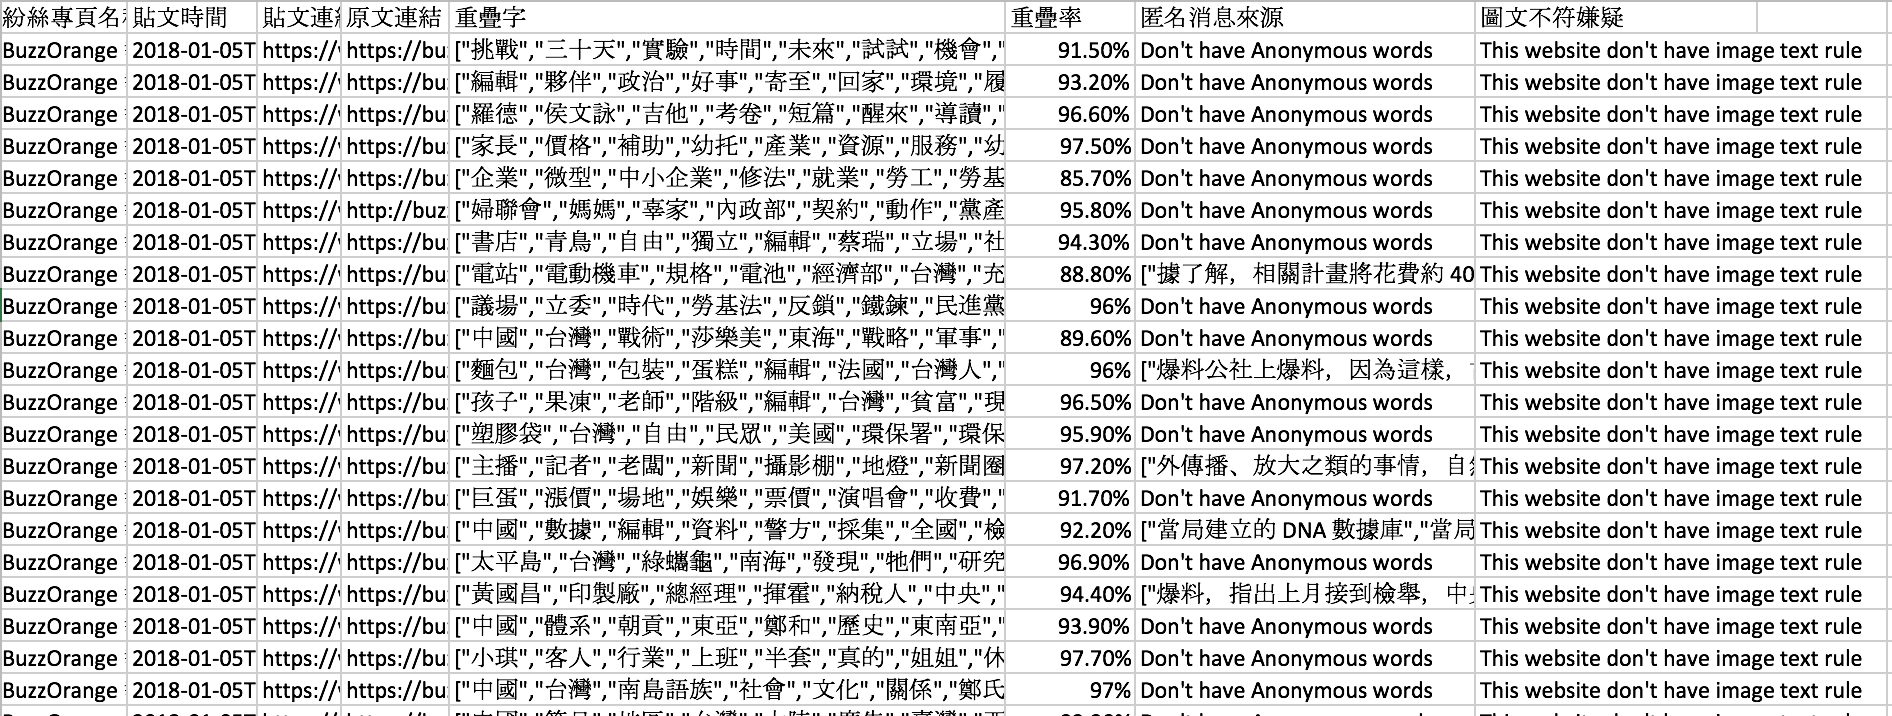 紛絲專頁名 貼文時間 貼文連 原文連結 重疊字 重疊率 匿名消息來源 圖文不符嫌疑
BuzzOrange 2018-01-05T https:// https://bu ["挑戰","三十天","實驗","時間","未來","試試","機會"," 91.50% Don't have Anonymous words This website don't have image text rule
BuzzOrange 2018-01-05T https:// https://bu ["編輯","夥伴","政治","好事","寄至","回家","環境","履 93.20% Don't have Anonymous words This website don't have image text rule
BuzzOrange 2018-01-05T https:// https://bu ["羅德","侯文詠","吉他","考卷","短篇","醒來","導讀"," 96.60% Don't have Anonymous words This website don't have image text rule
BuzzOrange 2018-01-05T https:// https://bu ["家長","價格","補助","幼托","產業","資源","服務","幼 97.50% Don't have Anonymous words This website don't have image text rule
BuzzOrange 2018-01-05T https:// https://bu ["企業","微型","中小企業","修法","就業","勞工","勞基 85.70% Don't have Anonymous words This website don't have image text rule
BuzzOrange 2018-01-05T https:// http://buz ["婦聯會","媽媽","辜家","內政部","契約","動作","黨產 95.80% Don't have Anonymous words This website don't have image text rule
BuzzOrange 2018-01-05T https:// https://bu ["書店","青鳥","自由","獨立","編輯","蔡瑞","立場","社 94.30% Don't have Anonymous words This website don't have image text rule
BuzzOrange 2018-01-05T https:// https://bu ["電站","電動機車","規格","電池","經濟部","台灣","充 88.80% ["據了解，相關計畫將花費約 40 This website don't have image text rule
BuzzOrange 2018-01-05T https:// https://bu ["議場","立委","時代","勞基法","反鎖","鐵鍊","民進黨 96% Don't have Anonymous words This website don't have image text rule
BuzzOrange 2018-01-05T https:// https://bu ["中國","台灣","戰術","莎樂美","東海","戰略","軍事"," 89.60% Don't have Anonymous words This website don't have image text rule
BuzzOrange 2018-01-05T https:// https://bu ["麵包","台灣","包裝","蛋糕","編輯","法國","台灣人"," 96% ["爆料公社上爆料，因為這樣， This website don't have image text rule
BuzzOrange 2018-01-05T https:// https://bu ["孩子","果凍","老師","階級","編輯","台灣","貧富","現 96.50% Don't have Anonymous words This website don't have image text rule
BuzzOrange 2018-01-05T https:// https://bu ["塑膠袋","台灣","自由","民眾","美國","環保署","環保 95.90% Don't have Anonymous words This website don't have image text rule
BuzzOrange 2018-01-05T https:// https://bu ["主播","記者","老闆","新聞","攝影棚","地燈","新聞圈 97.20% ["外傳播、放大之類的事情，自 This website don't have image text rule
BuzzOrange 2018-01-05T https:// https://bu ["巨蛋","漲價","場地","娛樂","票價","演唱會","收費"," 91.70% Don't have Anonymous words This website don't have image text rule
BuzzOrange 2018-01-05T https:// https://bu ["中國","數據","編輯","資料","警方","採集","全國","檢 92.20% ["當局建立的 DNA 數據庫","當局 This website don't have image text rule
BuzzOrange 2018-01-05T https:// https://bu ["太平島","台灣","綠蠵龜","南海","發現","牠們","研究 96.90% Don't have Anonymous words This website don't have image text rule
BuzzOrange 2018-01-05T https:// https://bu ["黃國昌","印製廠","總經理","揮霍","納稅人","中央"," 94.40% ["爆料，指出上月接到檢舉，中 This website don't have image text rule
BuzzOrange 2018-01-05T https:// https://bu ["中國","體系","朝貢","東亞","鄭和","歷史","東南亞"," 93.90% Don't have Anonymous words This website don't have image text rule
BuzzOrange 2018-01-05T https:// https://bu ["小琪","客人","行業","上班","半套","真的","姐姐","休 97.70% Don't have Anonymous words This website don't have image text rule
BuzzOrange 2018-01-05T https:// https://bu ["中國","台灣","南島語族","社會","文化","關係","鄭氏 97% Don't have Anonymous words This website don't have image text rule